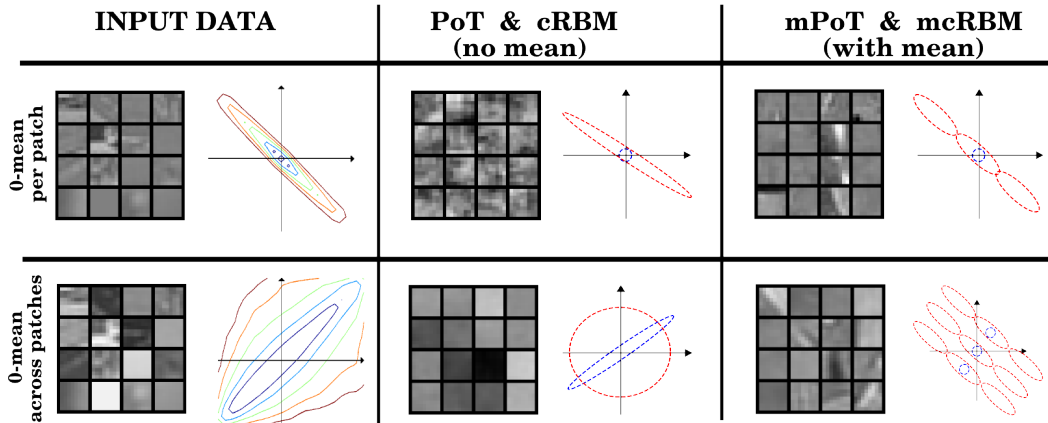 INPUT DATA
PoT & cRBM
(no mean)
mPoT & mcRBM
(with mean)
0-mean
per patch
0-mean
across patches